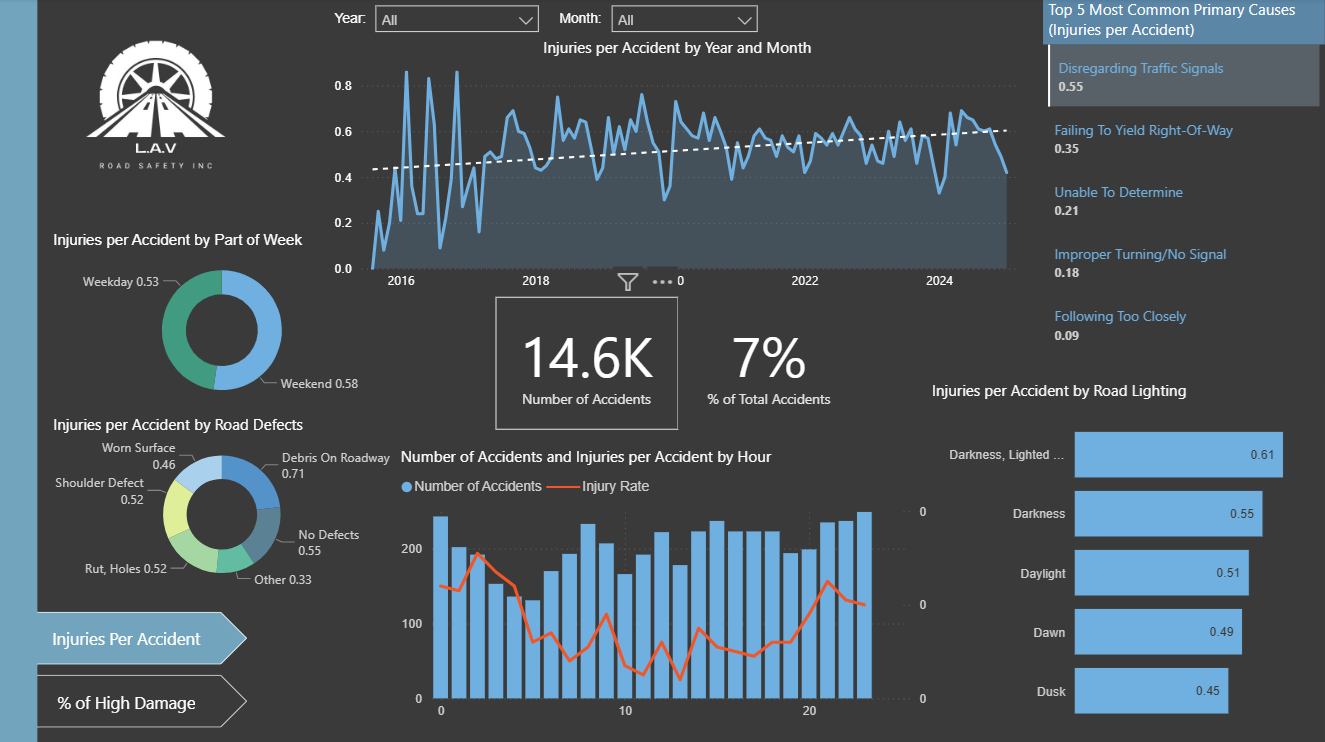 Year:
All
Month:
All
Top 5 Most Common Primary Causes
(Injuries per Accident)
Disregarding Traffic Signals
0.55
Failing To Yield Right-Of-Way
0.35
Unable To Determine
0.21
Improper Turning/No Signal
0.18
Following Too Closely
0.09
L.A.V
ROAD SAFETY INC
Injuries per Accident by Year and Month
0.8
0.6
0.4
0.2
0.0
2016
2018
0
2022
2024
Injuries per Accident by Part of Week
Weekday 0.53
Weekend 0.58
14.6K
Number of Accidents
7%
% of Total Accidents
Injuries per Accident by Road Defects
Worn Surface
0.46
Debris On Roadway
0.71
Shoulder Defect
0.52
No Defects
0.55
Rut, Holes 0.52
Other 0.33
Number of Accidents and Injuries per Accident by Hour
Number of Accidents
Injury Rate
200
100
0
0
0
0
0
10
20
Injuries per Accident by Road Lighting
Darkness, Lighted ...
0.61
Darkness
0.55
Daylight
0.51
Dawn
0.49
Dusk
0.45
Injuries Per Accident
% of High Damage